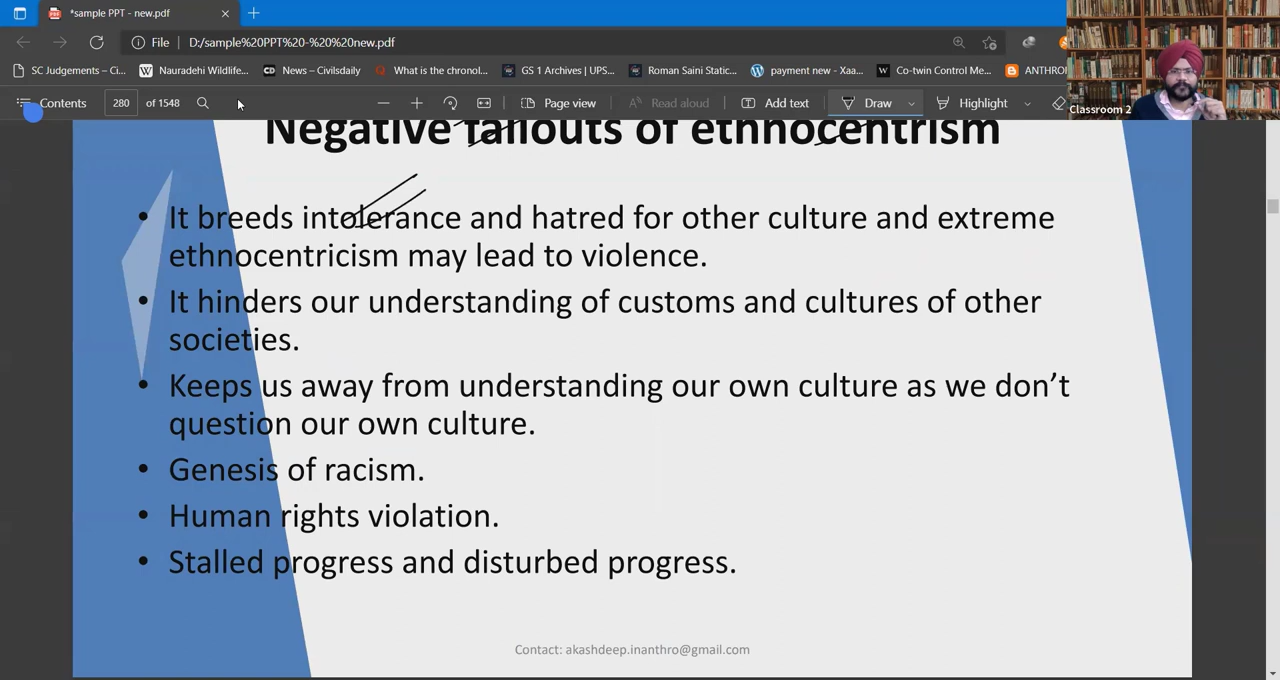 *sample PPT - new.pdf
File D:/sample%20PPT%20-%20%20new.pdf
SC Judgements – Ci... Nauradehi Wildlife... News – Civilsdaily What is the chronoi... GS 1 Archives | UPS... Roman Saini Static... payment new - Xaa... Co-twin Control Me... ANTHRO
Contents 280 of 1548 Page view Read aloud Add text Draw Highlight
Classroom 2
Negative fallouts of ethnocentrism
• It breeds intolerance and hatred for other culture and extreme
ethnocentricism may lead to violence.
• It hinders our understanding of customs and cultures of other
societies.
• Keeps us away from understanding our own culture as we don't
question our own culture.
• Genesis of racism.
• Human rights violation.
• Stalled progress and disturbed progress.
Contact: akashdeep.inanthro@gmail.com